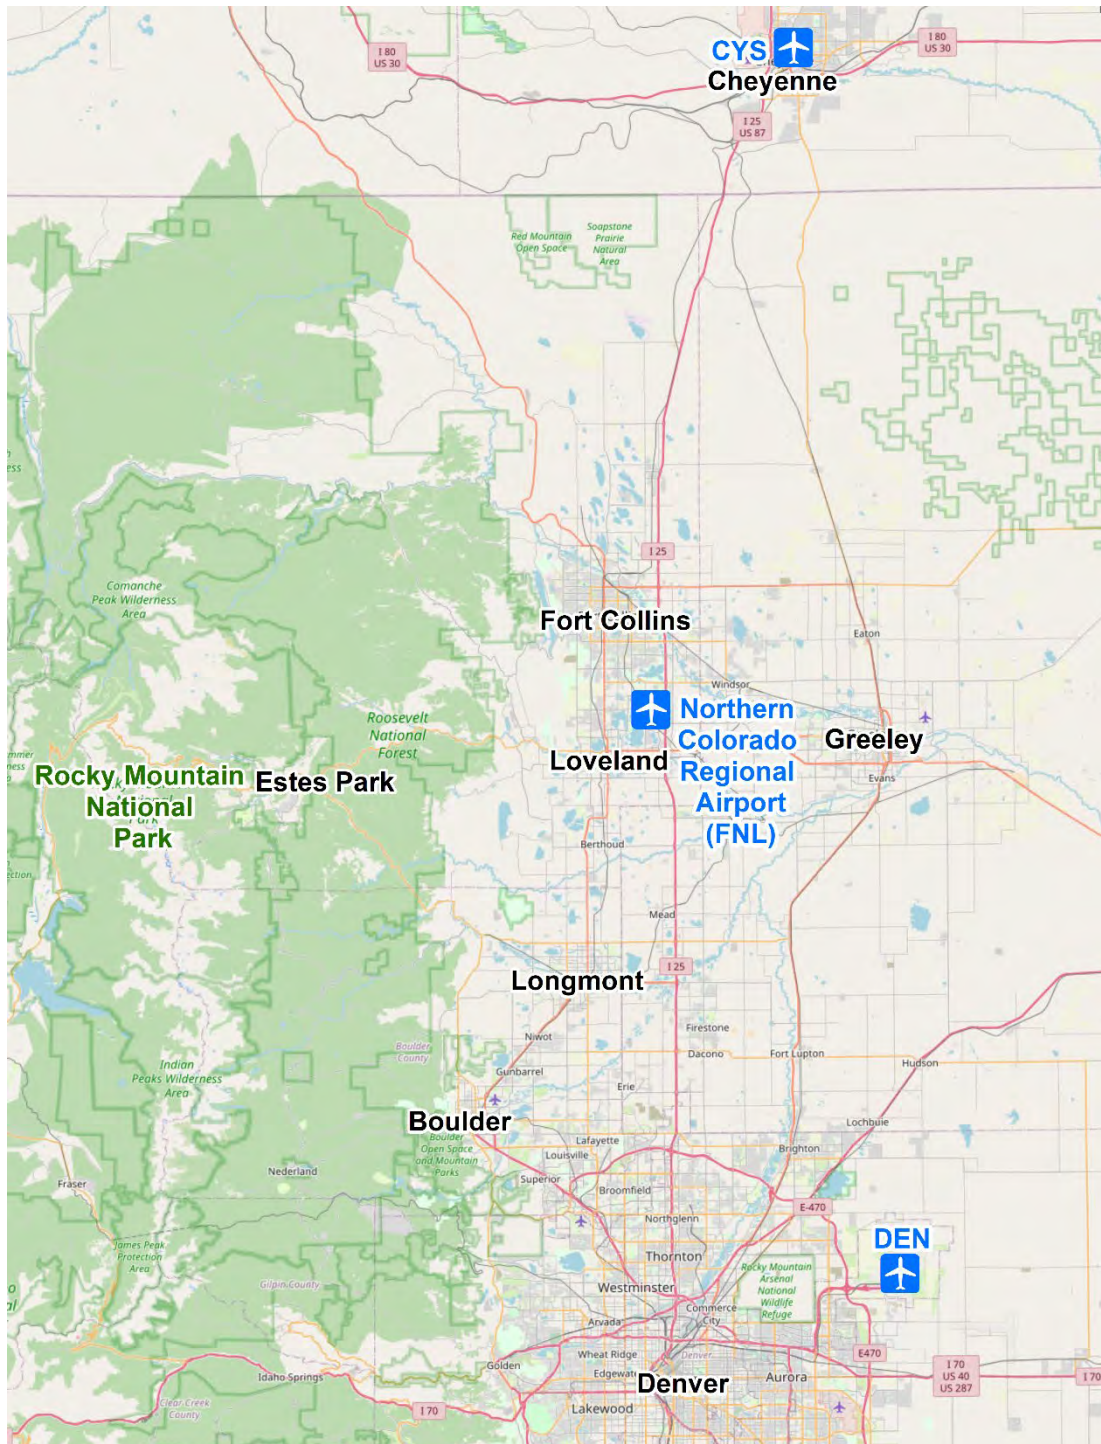 I 80
US 30
CYS
I 80
US 30
Cheyenne
I 25
US 87
Red Mountain
Open Space
Soapstone
Prairie
Natural
Area
I 25
Comanche
Peak Wilderness
Area
Fort Collins
Eaton
Windsor
Roosevelt
National
Forest
Northern
Colorado
Regional
Airport
(FNL)
Greeley
Loveland
Evans
Rocky Mountain
National
Park
Estes Park
Berthoud
Mead
Longmont
I 25
Niwot
Firestone
Boulder
County
Dacono
Fort Lupton
Hudson
Indian
Peaks Wilderness
Area
Gunbarrel
Erie
Boulder
Lochbuie
Boulder
Open Space
and Mountain
Parks
Lafayette
Louisville
Brighton
Nederland
Superior
Fraser
Broomfield
E-470
Northglenn
DEN
James Peak
Protection
Area
Thornton
Gilpin County
Westminster
Rocky Mountain
Arsenal
National
Wildlife
Refuge
Commerce
City
Arvada
Wheat Ridge
Denver
E470
Golden
Idaho Springs
Edgewater
Denver
Aurora
I 70
US 40
US 287
I 70
Clear Creek
County
I 70
Lakewood